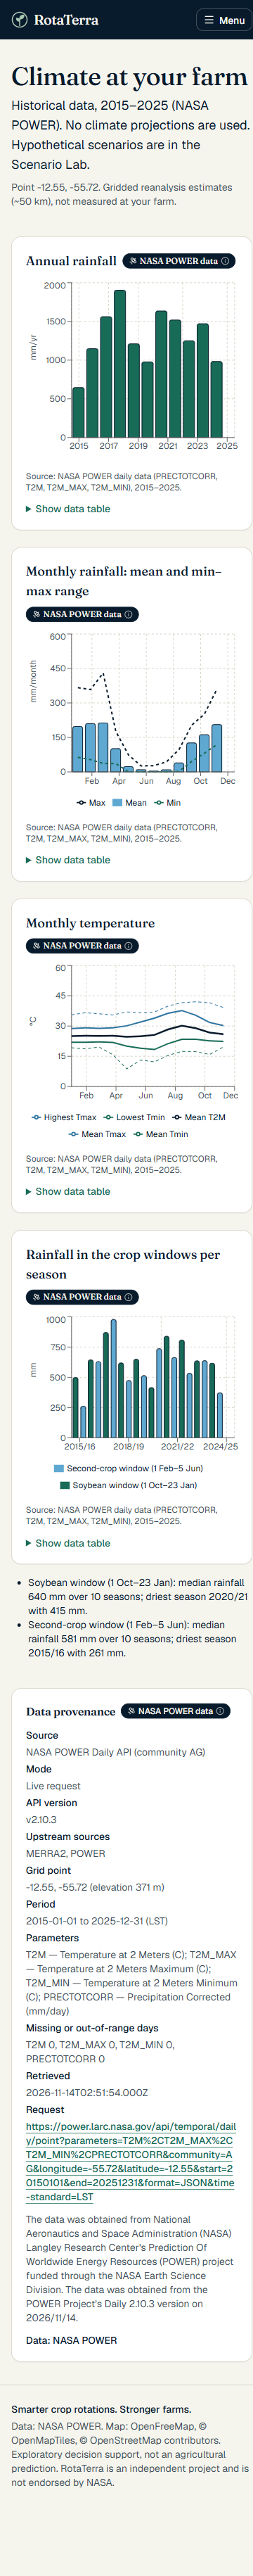 RotaTerra
Menu
Climate at your farm
Historical data, 2015–2025 (NASA
POWER). No climate projections are used.
Hypothetical scenarios are in the
Scenario Lab.
Point -12.55, -55.72. Gridded reanalysis estimates
(~50 km), not measured at your farm.
Annual rainfall
NASA POWER data
2000
1500
1000
500
0
mm/yr
2015 2017 2019 2021 2023 2025
Source: NASA POWER daily data (PRECTOTCORR,
T2M, T2M_MAX, T2M_MIN), 2015–2025.
Show data table
Monthly rainfall: mean and min–
max range
NASA POWER data
600
450
300
150
0
mm/month
Feb Apr Jun Aug Oct Dec
Max Mean Min
Source: NASA POWER daily data (PRECTOTCORR,
T2M, T2M_MAX, T2M_MIN), 2015–2025.
Show data table
Monthly temperature
NASA POWER data
60
45
30
15
0
°C
Feb Apr Jun Aug Oct Dec
Highest Tmax Lowest Tmin Mean T2M
Mean Tmax Mean Tmin
Source: NASA POWER daily data (PRECTOTCORR,
T2M, T2M_MAX, T2M_MIN), 2015–2025.
Show data table
Rainfall in the crop windows per
season
NASA POWER data
1000
750
500
250
0
mm
2015/16 2018/19 2021/22 2024/25
Second-crop window (1 Feb–5 Jun)
Soybean window (1 Oct–23 Jan)
Source: NASA POWER daily data (PRECTOTCORR,
T2M, T2M_MAX, T2M_MIN), 2015–2025.
Show data table
Soybean window (1 Oct–23 Jan): median rainfall
640 mm over 10 seasons; driest season 2020/21
with 415 mm.
Second-crop window (1 Feb–5 Jun): median
rainfall 581 mm over 10 seasons; driest season
2015/16 with 261 mm.
Data provenance
NASA POWER data
Source
NASA POWER Daily API (community AG)
Mode
Live request
API version
v2.10.3
Upstream sources
MERRA2, POWER
Grid point
-12.55, -55.72 (elevation 371 m)
Period
2015-01-01 to 2025-12-31 (LST)
Parameters
T2M — Temperature at 2 Meters (C); T2M_MAX
— Temperature at 2 Meters Maximum (C);
T2M_MIN — Temperature at 2 Meters Minimum
(C); PRECTOTCORR — Precipitation Corrected
(mm/day)
Missing or out-of-range days
T2M 0, T2M_MAX 0, T2M_MIN 0,
PRECTOTCORR 0
Retrieved
2026-11-14T02:51:54.000Z
Request
https://power.larc.nasa.gov/api/temporal/dail
y/point?parameters=T2M%2CT2M_MAX%2C
T2M_MIN%2CPRECTOTCORR&community=A
G&longitude=-55.72&latitude=-12.55&start=2
0150101&end=20251231&format=JSON&time
-standard=LST
The data was obtained from National
Aeronautics and Space Administration (NASA)
Langley Research Center's Prediction Of
Worldwide Energy Resources (POWER) project
funded through the NASA Earth Science
Division. The data was obtained from the
POWER Project's Daily 2.10.3 version on
2026/11/14.
Data: NASA POWER
Smarter crop rotations. Stronger farms.
Data: NASA POWER. Map: OpenFreeMap, ©
OpenMapTiles, © OpenStreetMap contributors.
Exploratory decision support, not an agricultural
prediction. RotaTerra is an independent project and is
not endorsed by NASA.